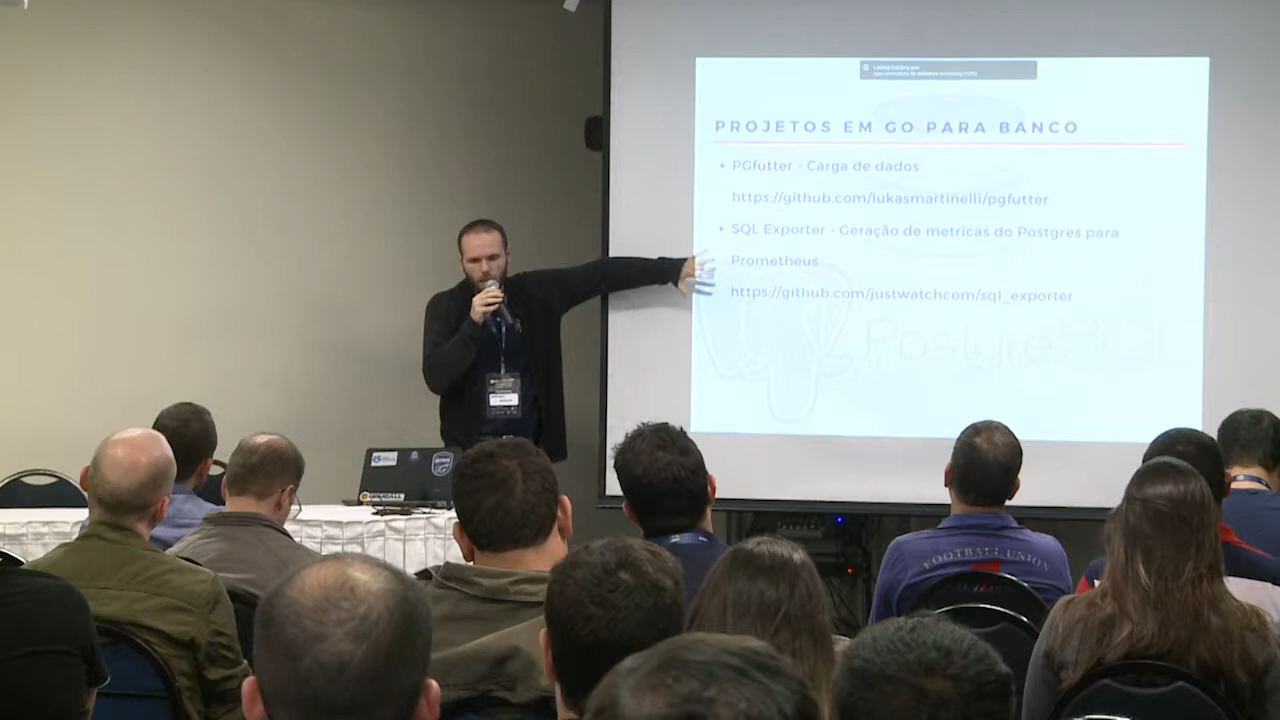 PROJETOS EM GO PARA BANCO
• PGfutter - Carga de dados
https://github.com/lukasmartinelli/pgfutter
• SQL Exporter - Geração de metricas do Postgres para
Prometheus
https://github.com/justwatchcom/sql_exporter
PostgreSQL
FOOTBALL UNION